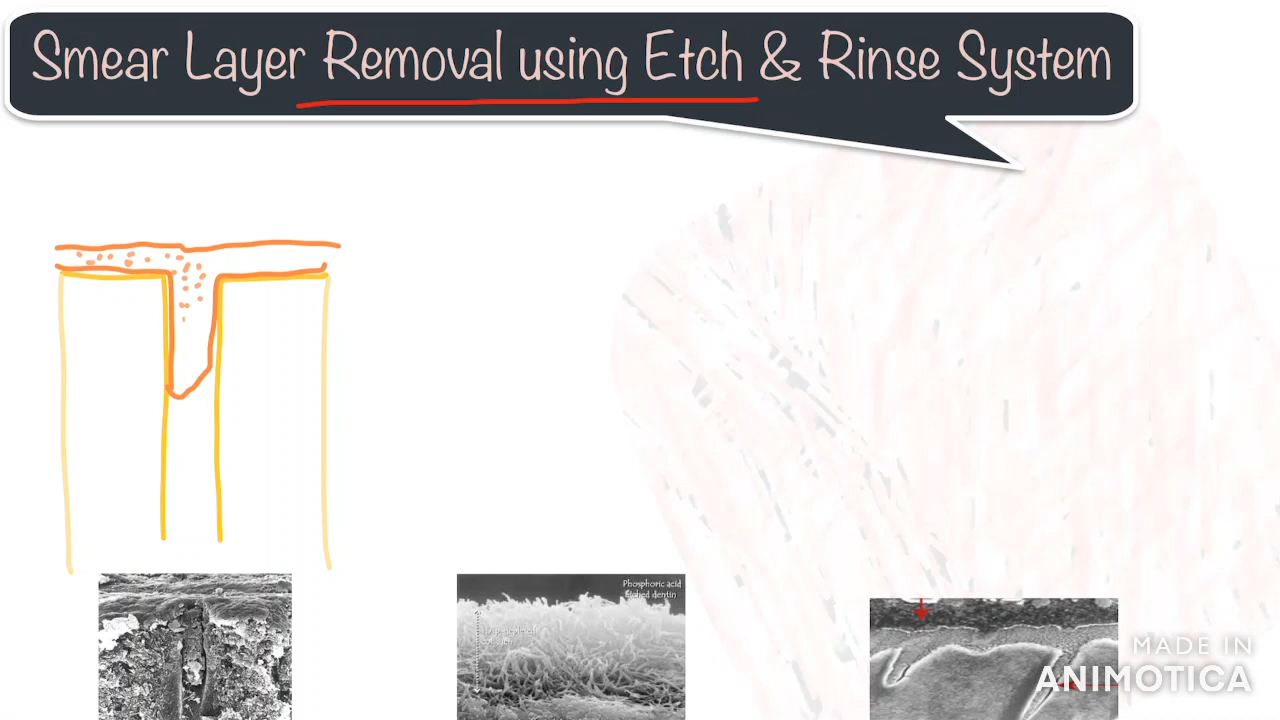 Smear Layer Removal using Etch & Rinse System
Phosphoric acid
etched dentin
MADE IN
ANIMOTICA